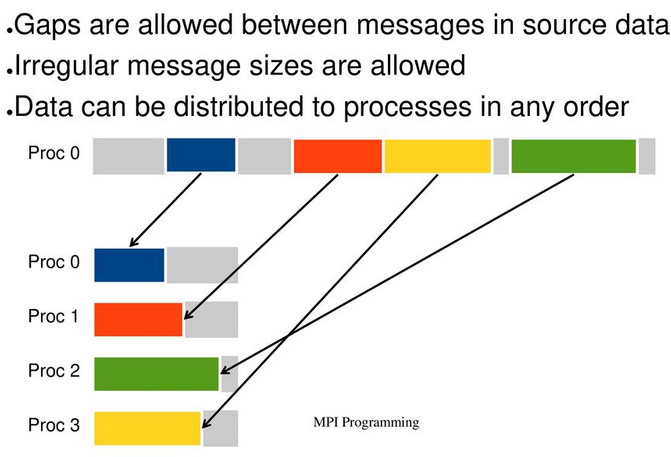 .Gaps are allowed between messages in source data
.Irregular message sizes are allowed
.Data can be distributed to processes in any order
Proc 0
Proc 0
Proc 1
Proc 2
Proc 3
MPI Programming